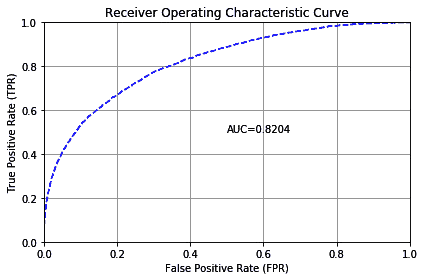 Receiver Operating Characteristic Curve
1.0
0.8
0.6
0.4
0.2
0.0
True Positive Rate (TPR)
AUC=0.8204
0.0 0.2 0.4 0.6 0.8 1.0
False Positive Rate (FPR)